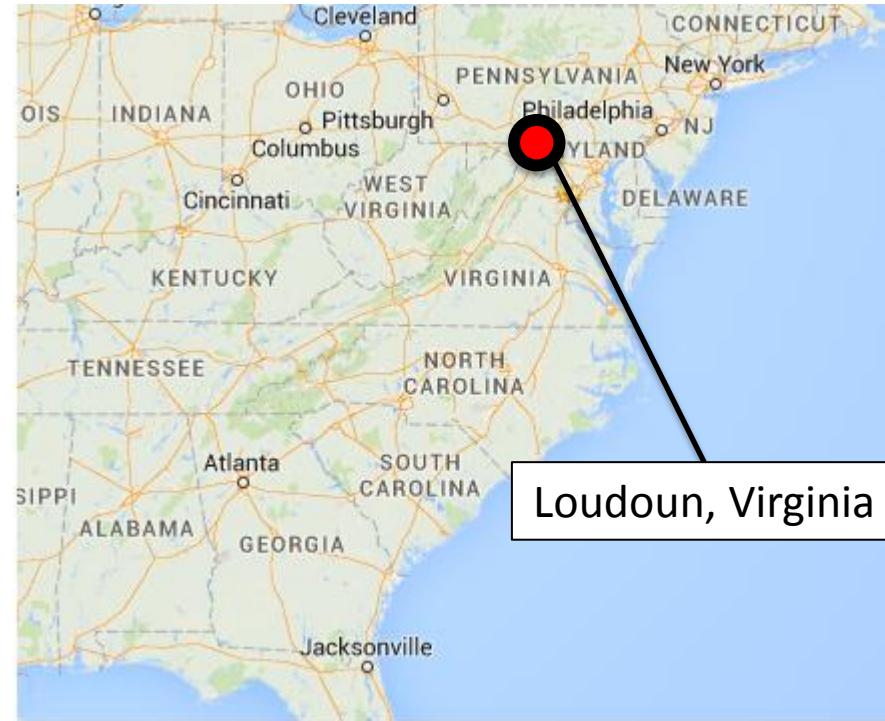 Cleveland
CONNECTICUT
PENNSYLVANIA
New York
OHIO
OIS
INDIANA
Pittsburgh
Philadelphia
NJ
Columbus
YLAND
WEST
VIRGINIA
Cincinnati
DELAWARE
KENTUCKY
VIRGINIA
TENNESSEE
NORTH
CAROLINA
Atlanta
SOUTH
CAROLINA
SIPPI
Loudoun, Virginia
ALABAMA
GEORGIA
Jacksonville